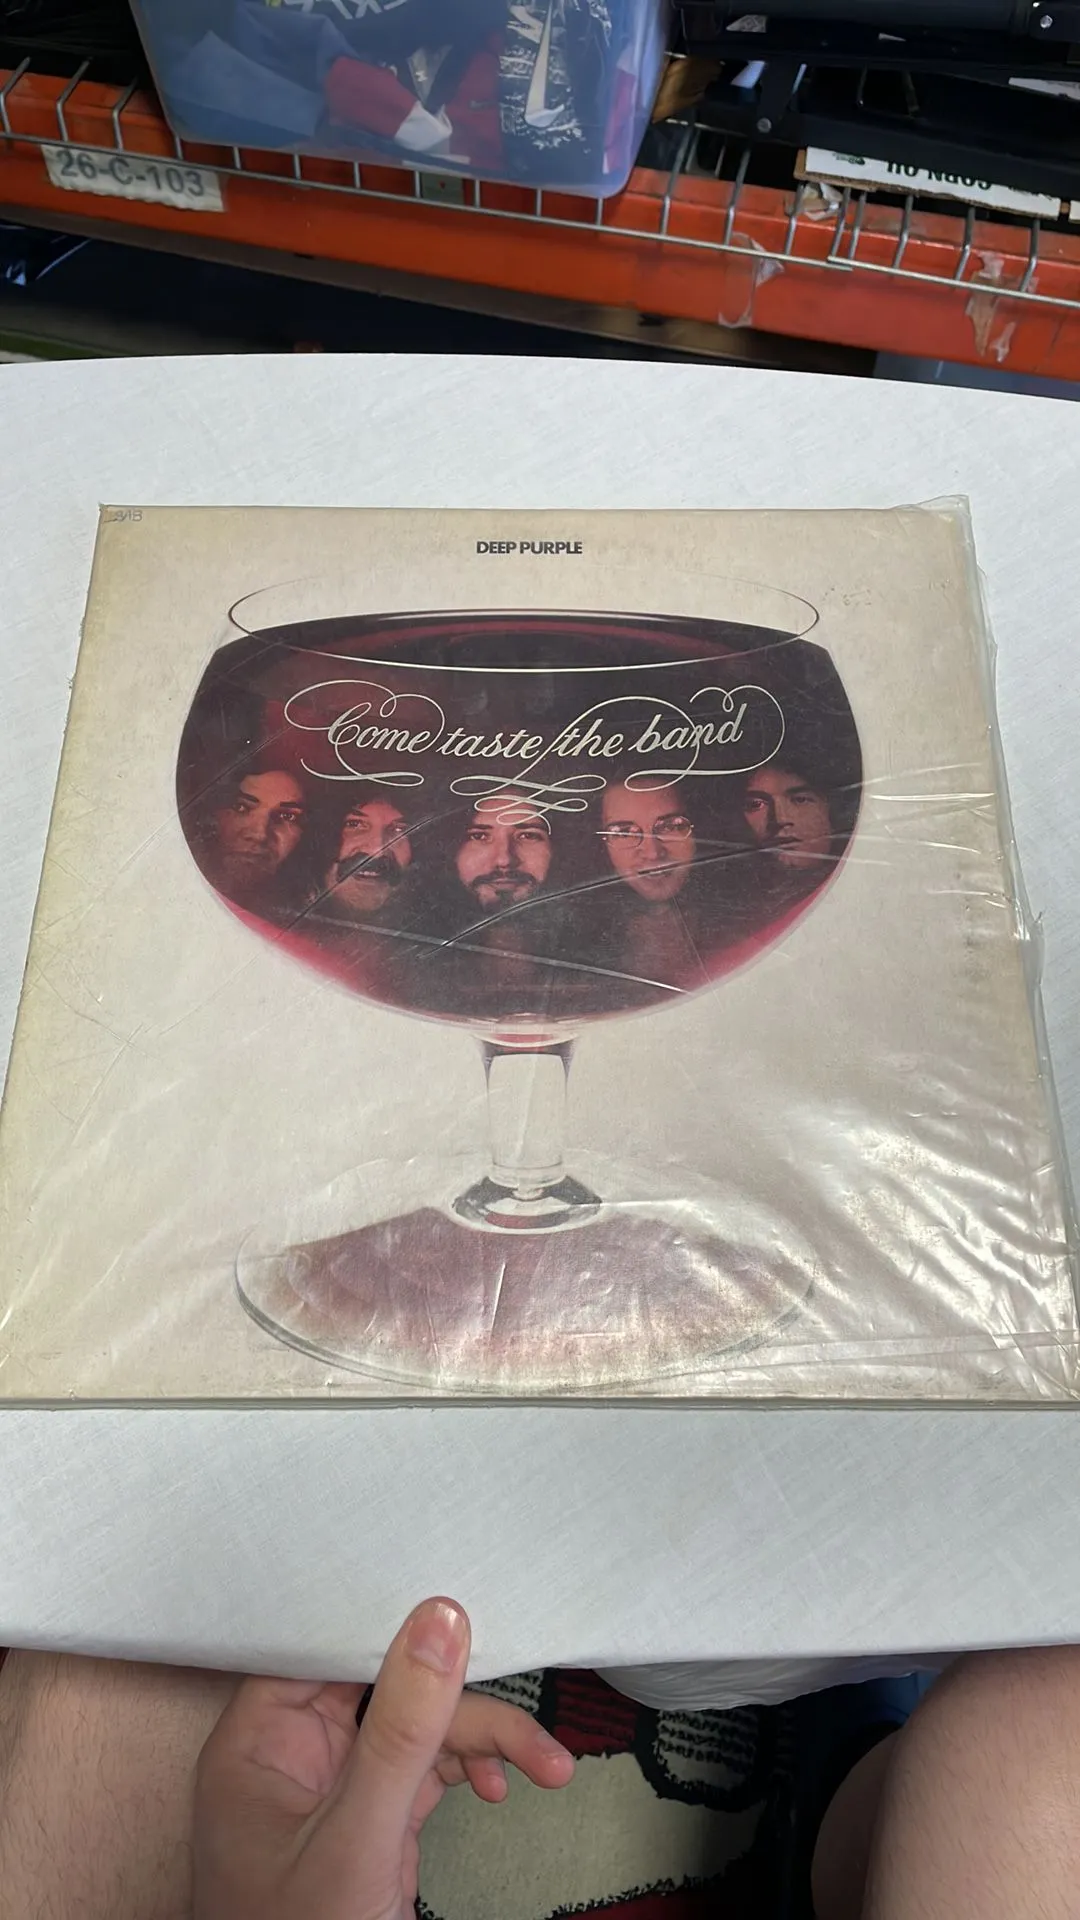 26-C-103
DEEP PURPLE
Come taste the band